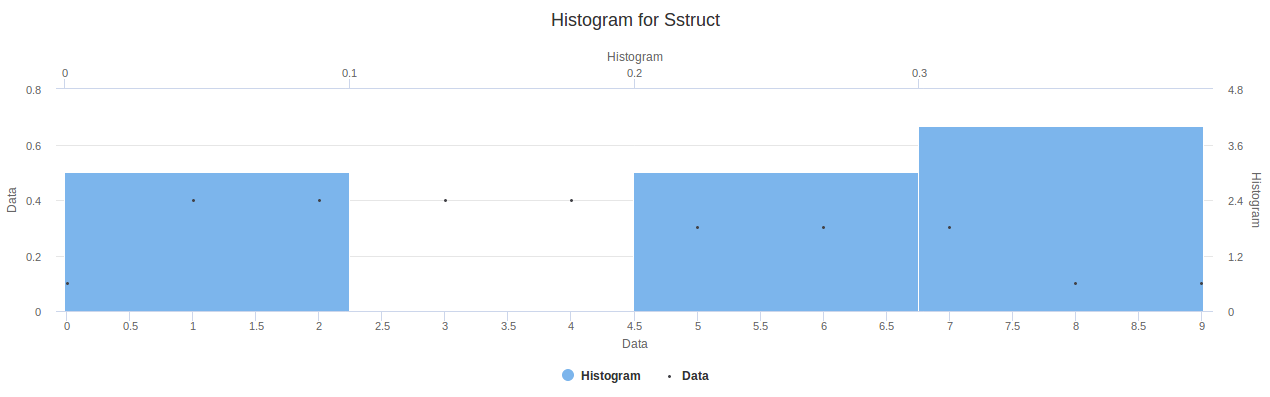 Histogram for Sstruct
Histogram
0 0.1 0.2 0.3
0.8 4.8
0.6 3.6
Data 0.4 2.4 Histogram
0.2 1.2
0 0
0 0.5 1 1.5 2 2.5 3 3.5 4 4.5 5 5.5 6 6.5 7 7.5 8 8.5 9
Data
Histogram Data